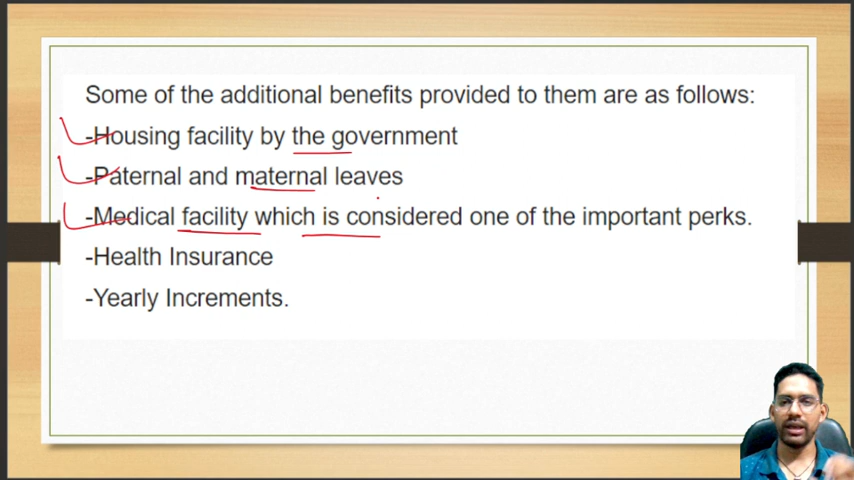 Some of the additional benefits provided to them are as follows:
-Housing facility by the government
-Paternal and maternal leaves
-Medical facility which is considered one of the important perks.
-Health Insurance
-Yearly Increments.